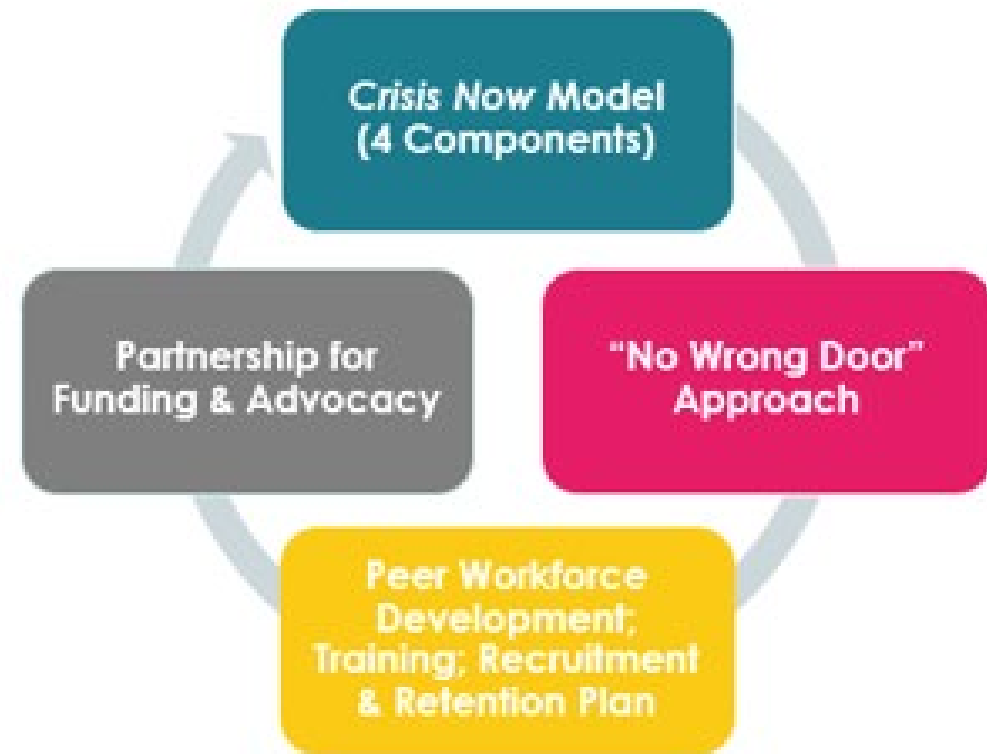 Crisis Now Model
(4 Components)
Partnership for
Funding & Advocacy
“No Wrong Door”
Approach
Peer Workforce
Development;
Training; Recruitment
& Retention Plan